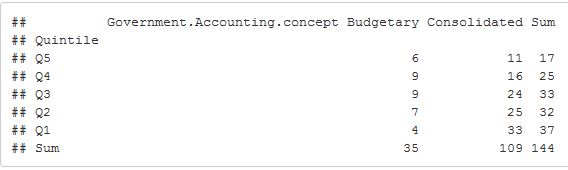 ##          Government.Accounting.concept Budgetary Consolidated Sum
## Quintile
## Q5                                             6           11  17
## Q4                                             9           16  25
## Q3                                             9           24  33
## Q2                                             7           25  32
## Q1                                             4           33  37
## Sum                                           35          109 144